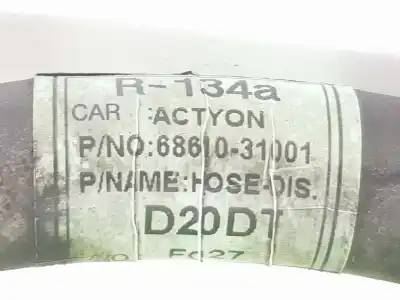 R-134a
CAR :ACTYON
P/NO:68610-31001
P/NAME:HOSE-DIS.
D20DT